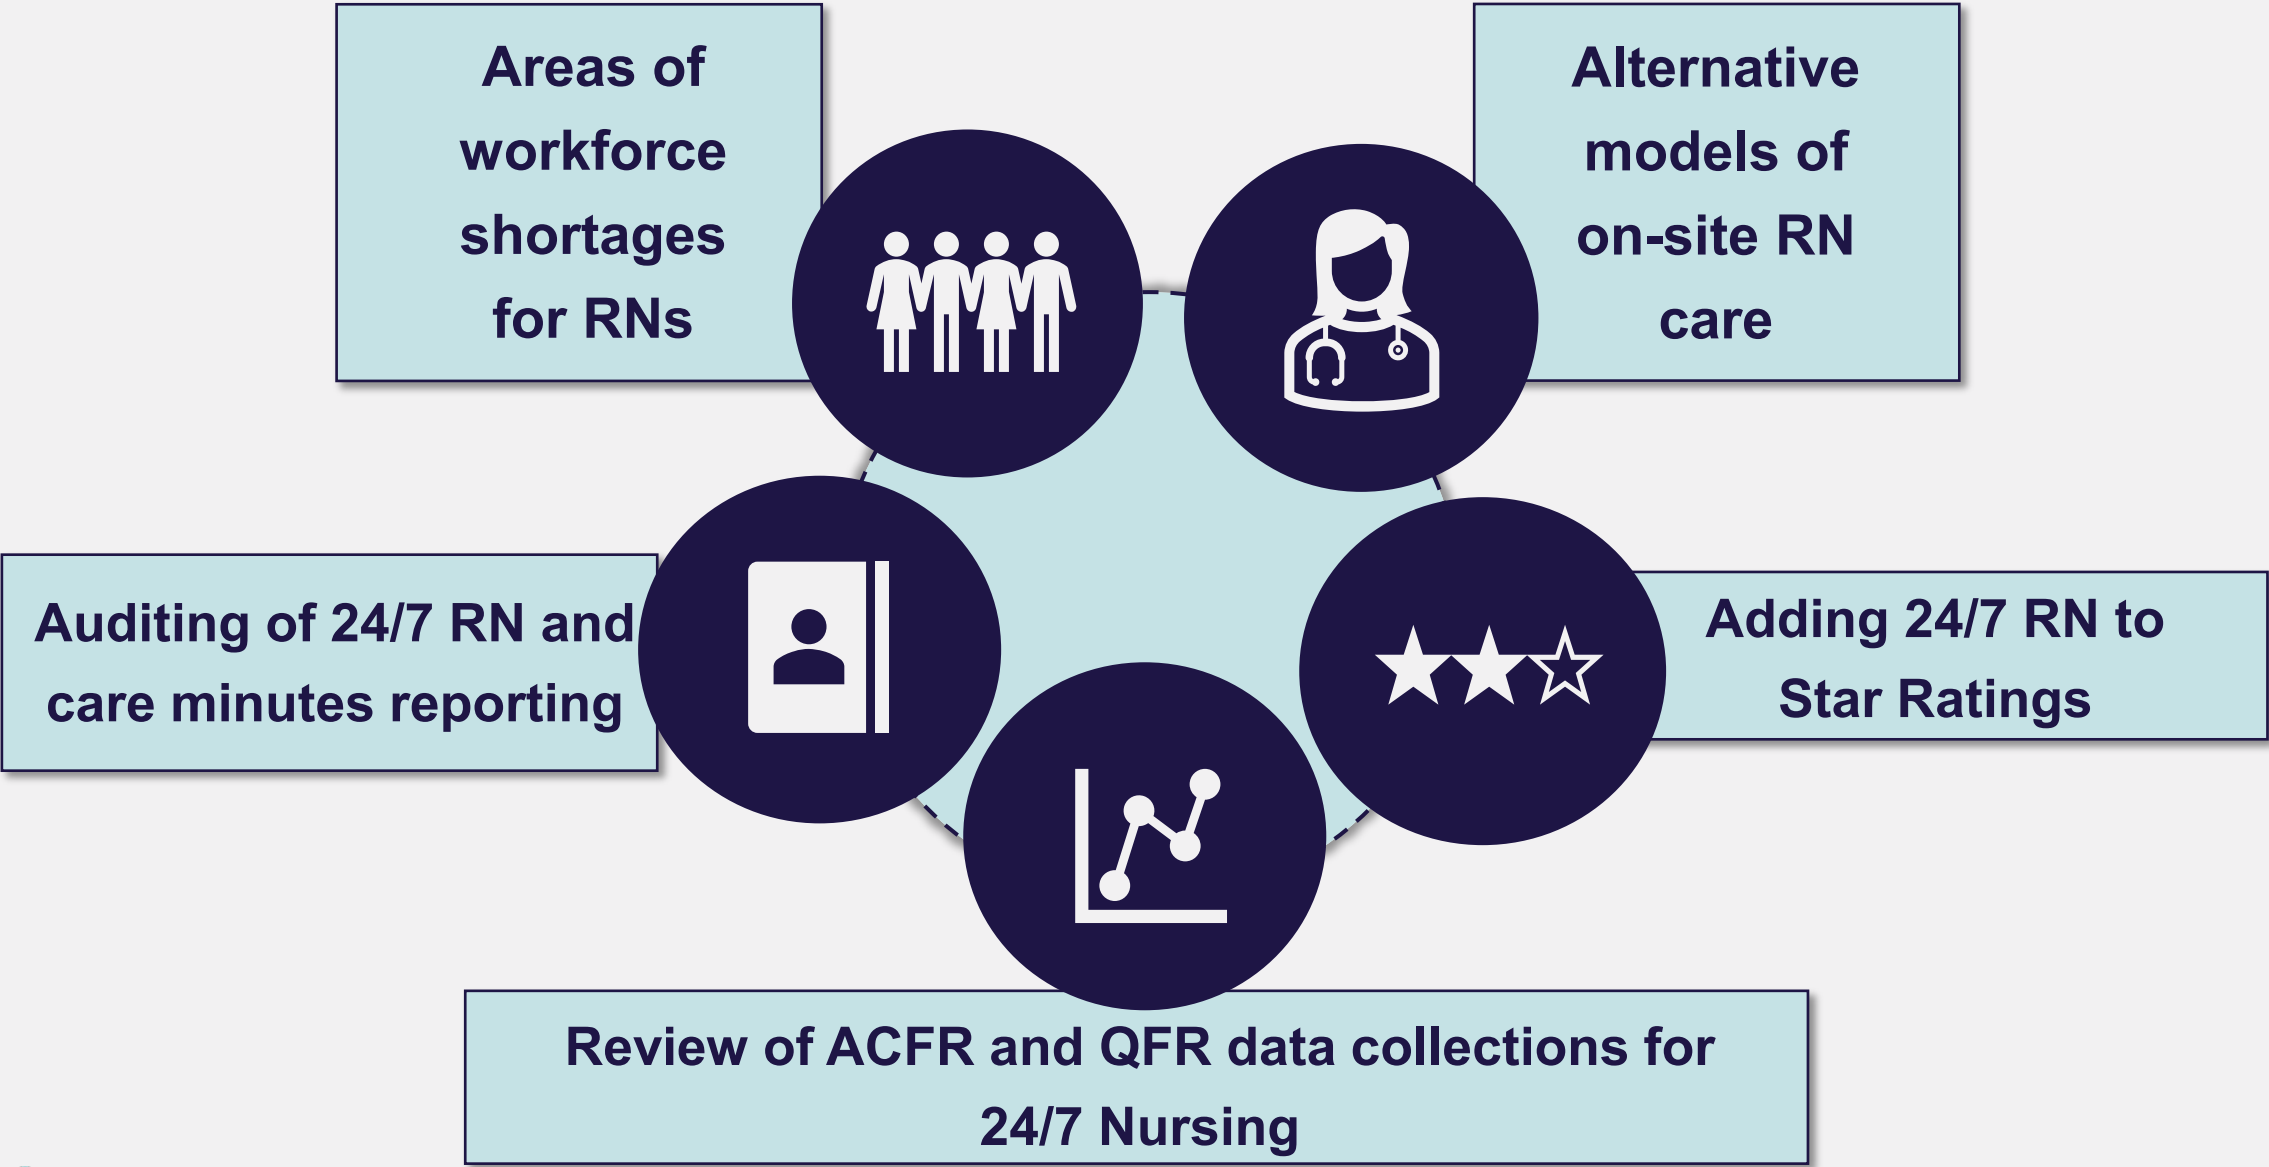 Areas of
workforce
shortages
for RNs
Alternative
models of
on-site RN
care
Auditing of 24/7 RN and
care minutes reporting
Adding 24/7 RN to
Star Ratings
Review of ACFR and QFR data collections for
24/7 Nursing